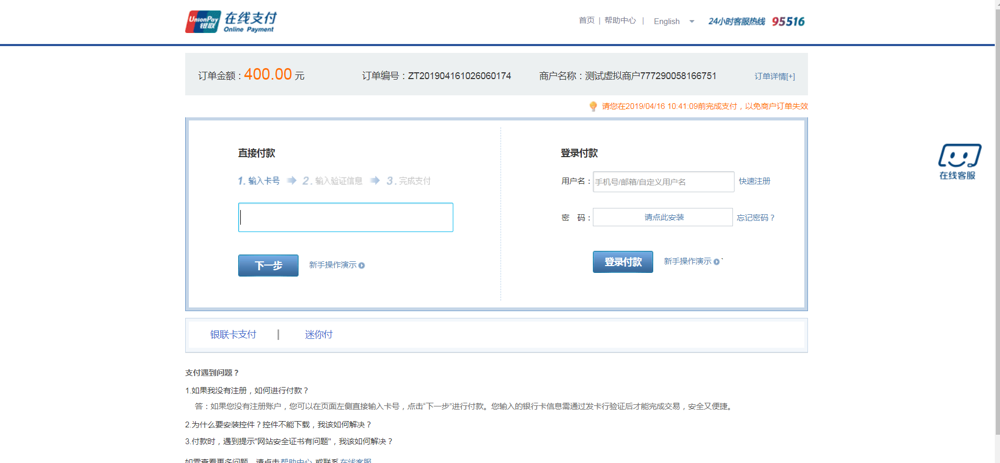 UnionPay 银联 在线支付
Online Payment
首页 | 帮助中心 | English 24小时客服热线 95516
订单金额：400.00 元 订单编号：ZT201904161026060174 商户名称：测试虚拟商户777290058166751 订单详情[+]
请您在2019/04/16 10:41:09前完成支付，以免商户订单失效
直接付款
1. 输入卡号 2. 输入验证信息 3. 完成支付
下一步 新手操作演示
登录付款
用户名： 手机号/邮箱/自定义用户名 快速注册
密 码： 请点此安装 忘记密码？
登录付款 新手操作演示 `
在线客服
银联卡支付 | 迷你付
支付遇到问题？
1.如果我没有注册，如何进行付款？
答：如果您没有注册账户，您可以在页面左侧直接输入卡号，点击“下一步”进行付款。您输入的银行卡信息需通过发卡行验证后才能完成交易，安全又便捷。
2.为什么要安装控件？控件不能下载，我该如何解决？
3.付款时，遇到提示"网站安全证书有问题"，我该如何解决？
如需查看更多问题，请点击帮助中心 或联系在线客服